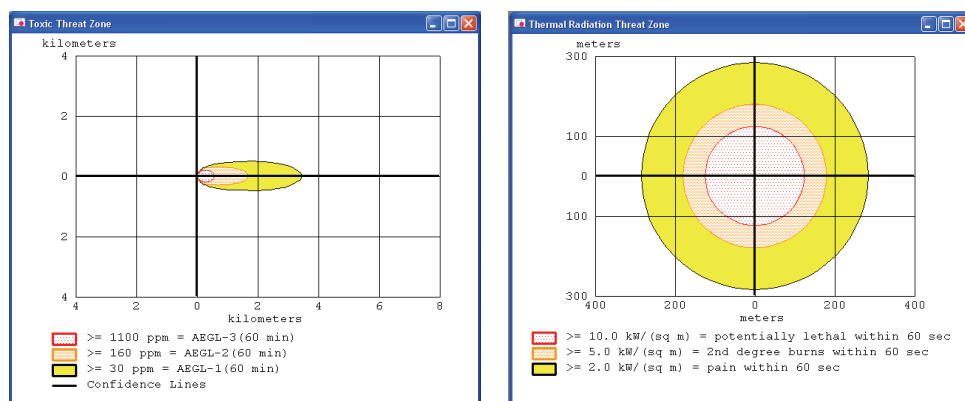 Toxic Threat Zone
kilometers
4
2
0
2
4
4 2 0 2 4 6 8
kilometers
>= 1100 ppm = AEGL-3(60 min)
>= 160 ppm = AEGL-2(60 min)
>= 30 ppm = AEGL-1(60 min)
Confidence Lines
Thermal Radiation Threat Zone
meters
300
100
0
100
300
400 200 0 200 400
meters
>= 10.0 kW/(sq m) = potentially lethal within 60 sec
>= 5.0 kW/(sq m) = 2nd degree burns within 60 sec
>= 2.0 kW/(sq m) = pain within 60 sec